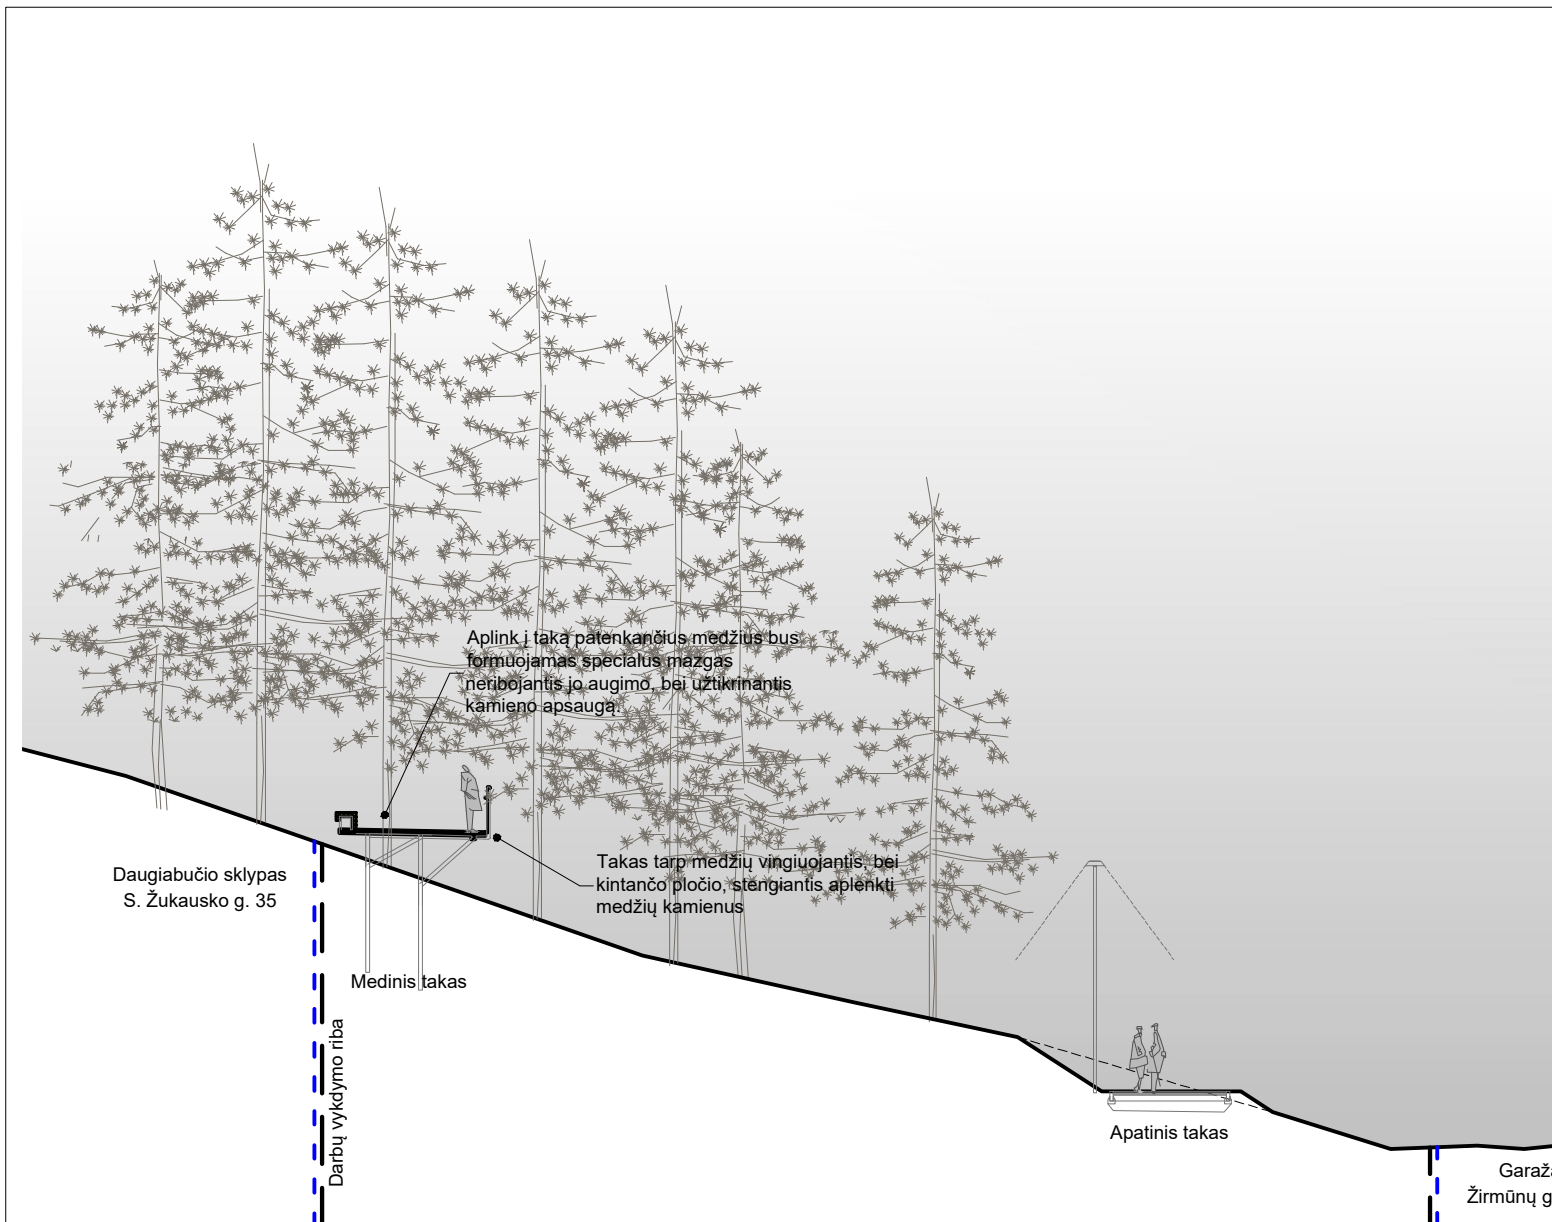 Aplink į taką patenkančius medžius bus
formuojamas specialus mazgas
neribojantis jo augimo, bei užtikrinantis
kamieno apsaugą.
Takas tarp medžių vingiuojantis, bei
kintančo pločio, stengiantis aplenkti
medžių kamienus
Daugiabučio sklypas
S. Žukausko g. 35
Medinis takas
Darbų vykdymo riba
Apatinis takas
Žirmūnų g